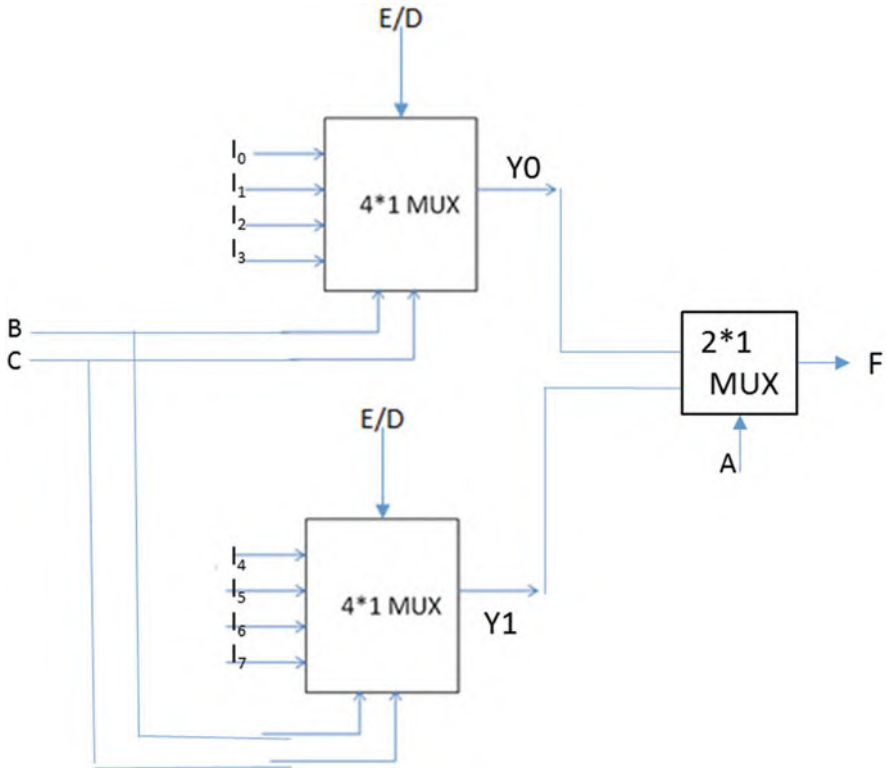 E/D
I₀
I₁
I₂
I₃
4*1 MUX
Y0
B
C
2*1
MUX
F
A
E/D
I₄
I₅
I₆
I₇
4*1 MUX
Y1